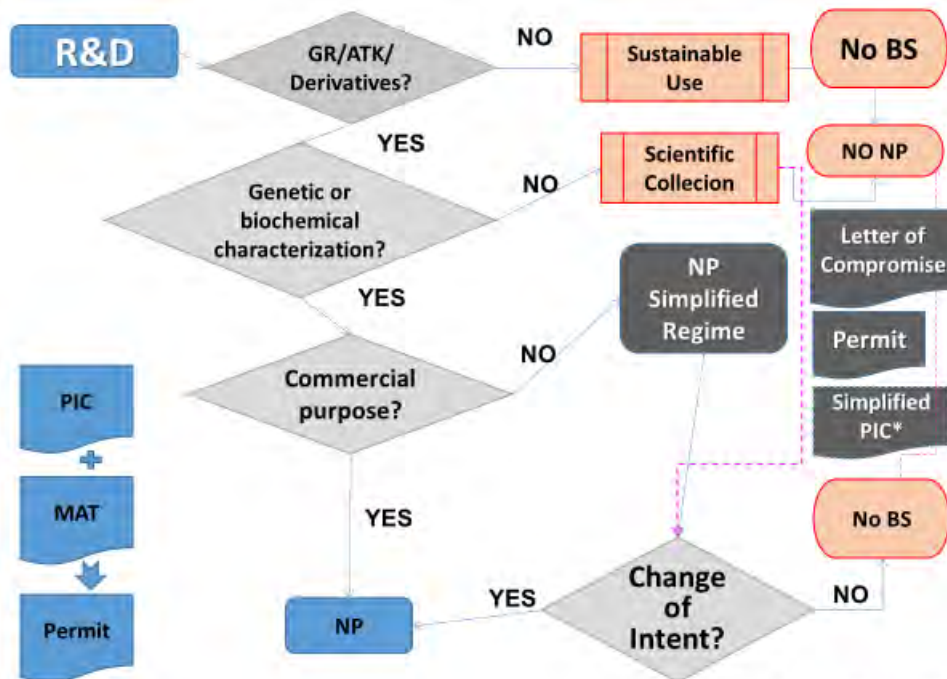 R&D
GR/ATK/
Derivatives?
NO
Sustainable
Use
No BS
YES
NO NP
Genetic or
biochemical
characterization?
NO
Scientific
Collecion
YES
NP
Simplified
Regime
Letter of
Compromise
Permit
Simplified
PIC*
Commercial
purpose?
NO
YES
PIC
MAT
Permit
NP
YES
Change
of
Intent?
NO
No BS